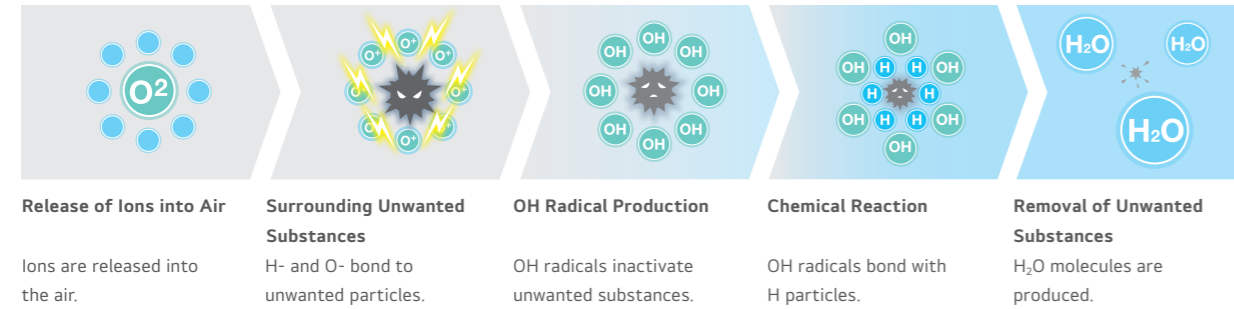 O²
O⁺
O⁺
O⁺
O⁺
O⁺
O⁺
O⁺
O⁺
OH
OH
OH
OH
OH
OH
OH
OH
OH
OH
H
H
OH
H
H
OH
H
H
OH
OH
H₂O
H₂O
H₂O
Release of Ions into Air
Ions are released into
the air.
Surrounding Unwanted
Substances
H- and O- bond to
unwanted particles.
OH Radical Production
OH radicals inactivate
unwanted substances.
Chemical Reaction
OH radicals bond with
H particles.
Removal of Unwanted
Substances
H₂O molecules are
produced.